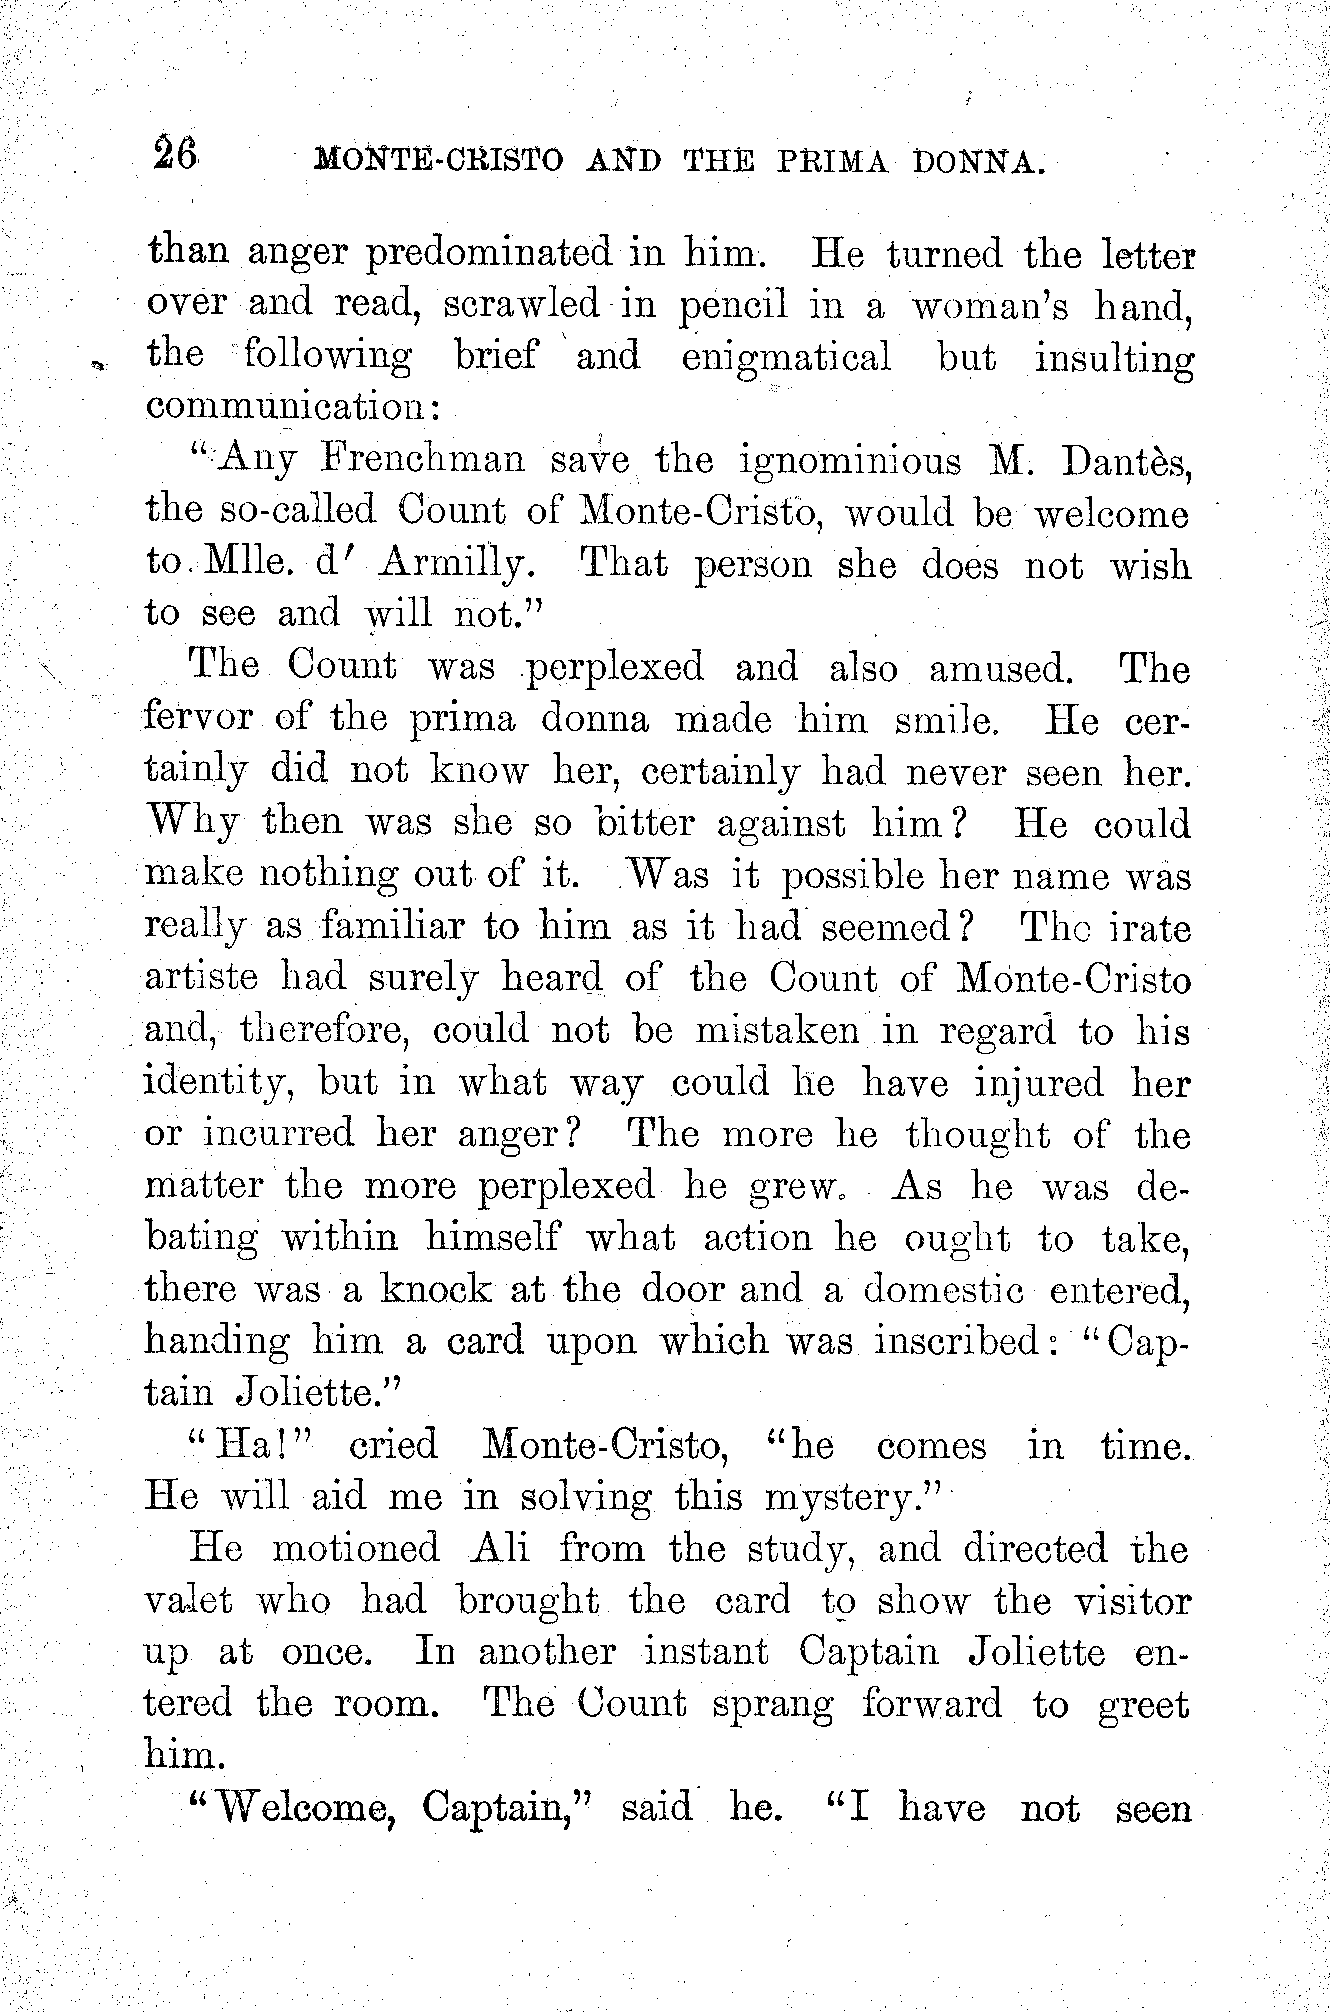 26 MONTE-CRISTO AND THE PRIMA DONNA.
than anger predominated in him. He turned the letter
over and read, scrawled in pencil in a woman's hand,
the following brief and enigmatical but insulting
communication:
"Any Frenchman save the ignominious M. Dantès,
the so-called Count of Monte-Cristo, would be welcome
to Mlle. d' Armilly. That person she does not wish
to see and will not."
The Count was perplexed and also amused. The
fervor of the prima donna made him smile. He cer-
tainly did not know her, certainly had never seen her.
Why then was she so bitter against him? He could
make nothing out of it. Was it possible her name was
really as familiar to him as it had seemed? The irate
artiste had surely heard of the Count of Monte-Cristo
and, therefore, could not be mistaken in regard to his
identity, but in what way could he have injured her
or incurred her anger? The more he thought of the
matter the more perplexed he grew. As he was de-
bating within himself what action he ought to take,
there was a knock at the door and a domestic entered,
handing him a card upon which was inscribed: "Cap-
tain Joliette."
"Ha!" cried Monte-Cristo, "he comes in time.
He will aid me in solving this mystery."
He motioned Ali from the study, and directed the
valet who had brought the card to show the visitor
up at once. In another instant Captain Joliette en-
tered the room. The Count sprang forward to greet
him.
"Welcome, Captain," said he. "I have not seen